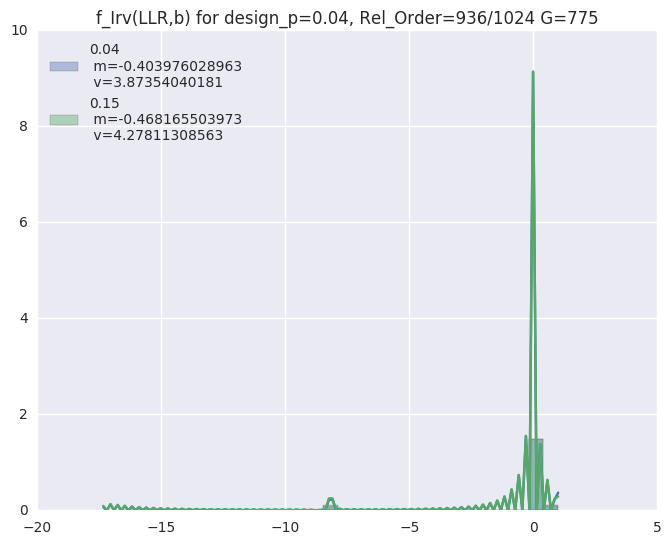 f_Irv(LLR,b) for design_p=0.04, Rel_Order=936/1024 G=775
10
0.04
m=-0.403976028963
v=3.87354040181
0.15
m=-0.468165503973
v=4.27811308563
8
6
4
2
0
−20
−15
−10
−5
0
5